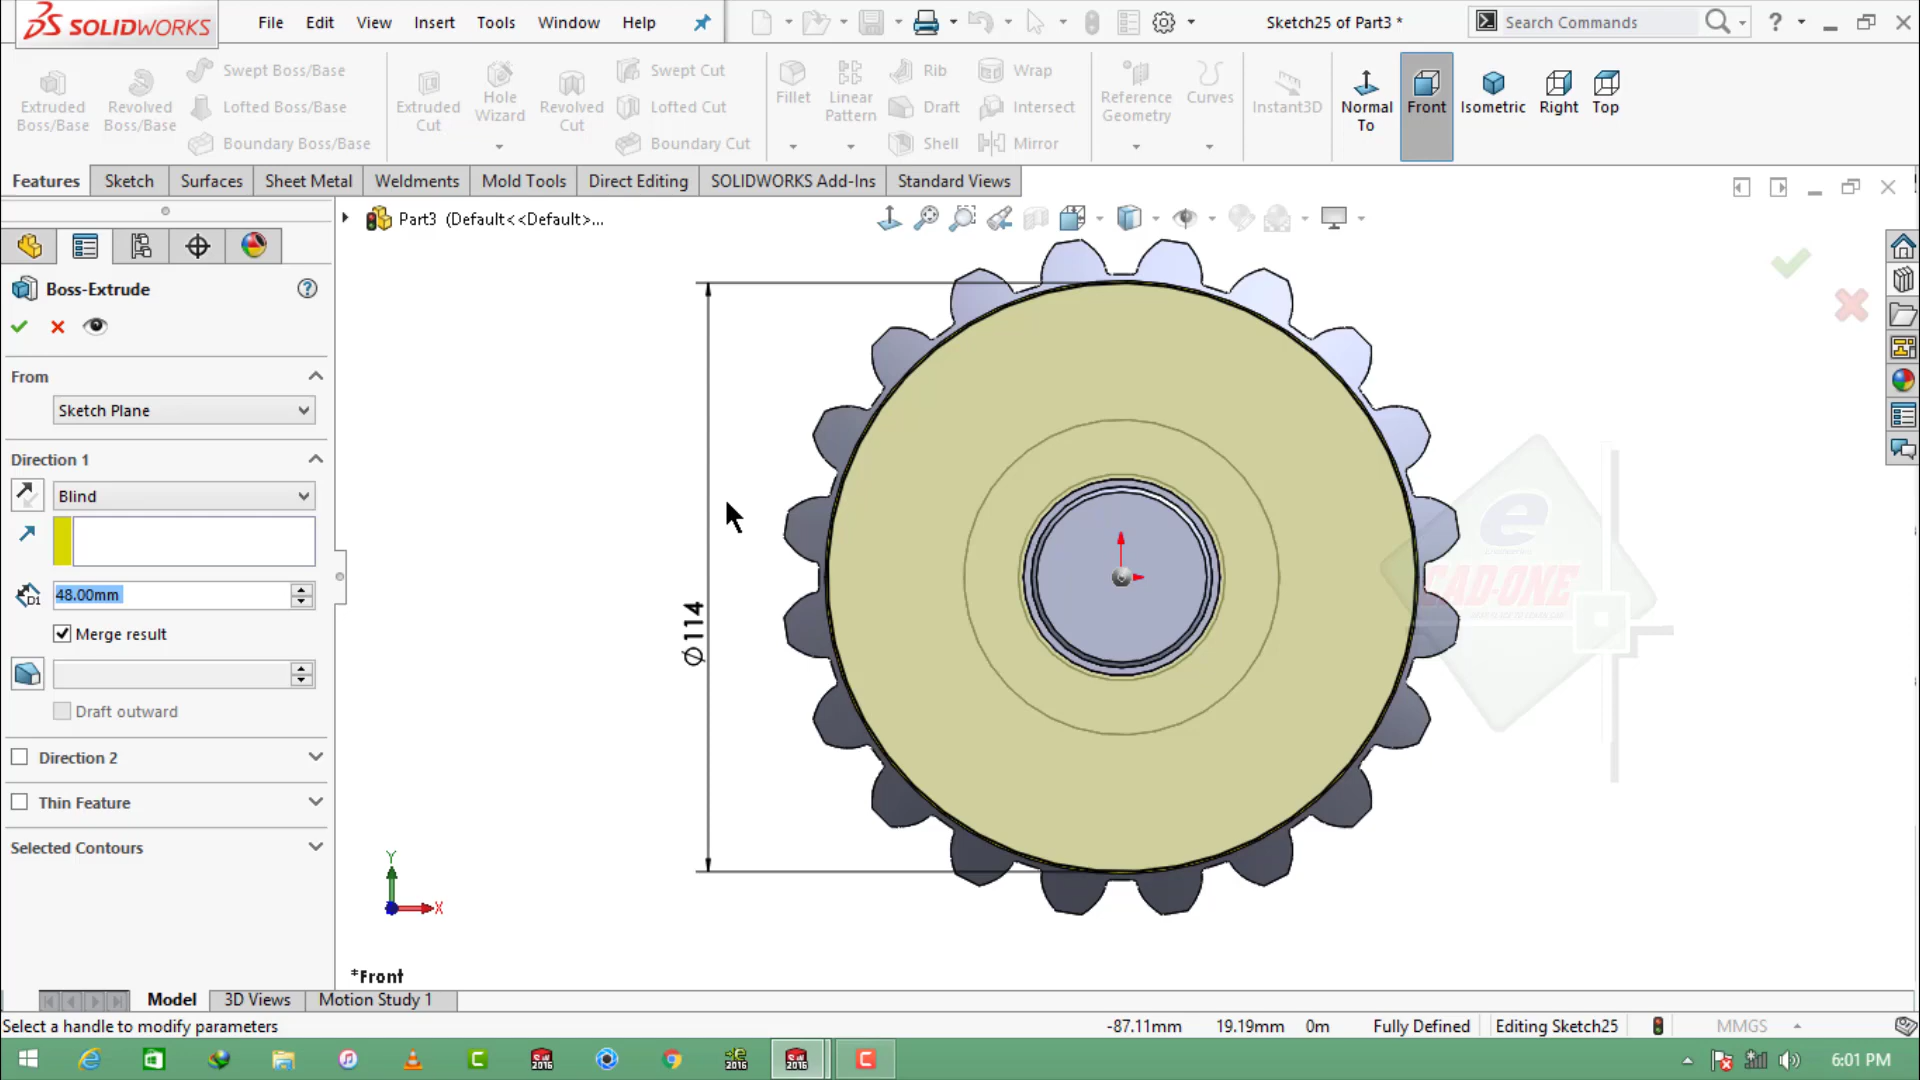 SOLIDWORKS File Edit View Insert Tools Window Help Sketch25 of Part3 * Search Commands
Extruded Boss/Base
Revolved Boss/Base
Swept Boss/Base
Lofted Boss/Base
Boundary Boss/Base
Extruded Cut
Hole Wizard
Revolved Cut
Swept Cut
Lofted Cut
Boundary Cut
Fillet
Linear Pattern
Rib
Draft
Shell
Wrap
Intersect
Mirror
Reference Geometry
Curves
Instant3D
Normal To
Front
Isometric
Right
Top
Features Sketch Surfaces Sheet Metal Weldments Mold Tools Direct Editing SOLIDWORKS Add-Ins Standard Views
Part3 (Default<<Default>...
Boss-Extrude
From
Sketch Plane
Direction 1
Blind
D1
48.00mm
Merge result
Draft outward
Direction 2
Thin Feature
Selected Contours
Ø114
CAD-ONE
Y
X
*Front
Model 3D Views Motion Study 1
Select a handle to modify parameters -87.11mm 19.19mm 0m Fully Defined Editing Sketch25 MMGS
2016
2016
2016
6:01 PM